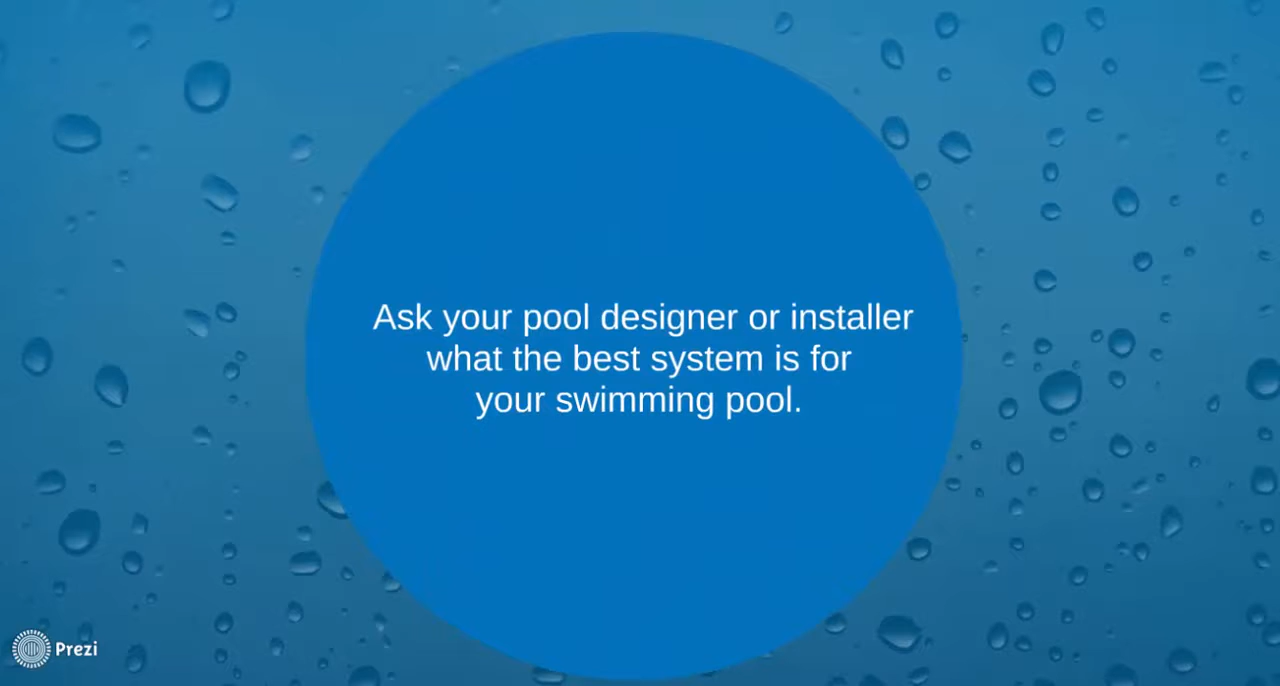 Ask your pool designer or installer
what the best system is for
your swimming pool.
Prezi